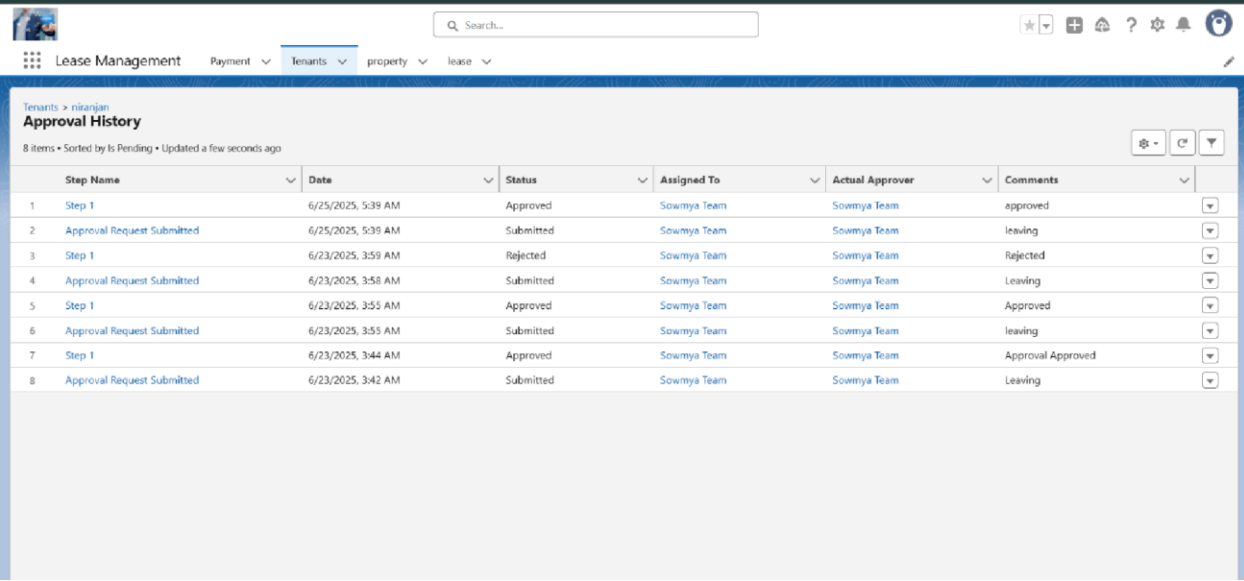 Search...
Lease Management Payment Tenants property lease
Tenants > niranjan
Approval History
8 items • Sorted by Is Pending • Updated a few seconds ago
Step Name Date Status Assigned To Actual Approver Comments
1 Step 1 6/25/2025, 5:39 AM Approved Sowmya Team Sowmya Team approved
2 Approval Request Submitted 6/25/2025, 5:39 AM Submitted Sowmya Team Sowmya Team leaving
3 Step 1 6/23/2025, 3:59 AM Rejected Sowmya Team Sowmya Team Rejected
4 Approval Request Submitted 6/23/2025, 3:58 AM Submitted Sowmya Team Sowmya Team Leaving
5 Step 1 6/23/2025, 3:55 AM Approved Sowmya Team Sowmya Team Approved
6 Approval Request Submitted 6/23/2025, 3:55 AM Submitted Sowmya Team Sowmya Team leaving
7 Step 1 6/23/2025, 3:44 AM Approved Sowmya Team Sowmya Team Approval Approved
8 Approval Request Submitted 6/23/2025, 3:42 AM Submitted Sowmya Team Sowmya Team Leaving